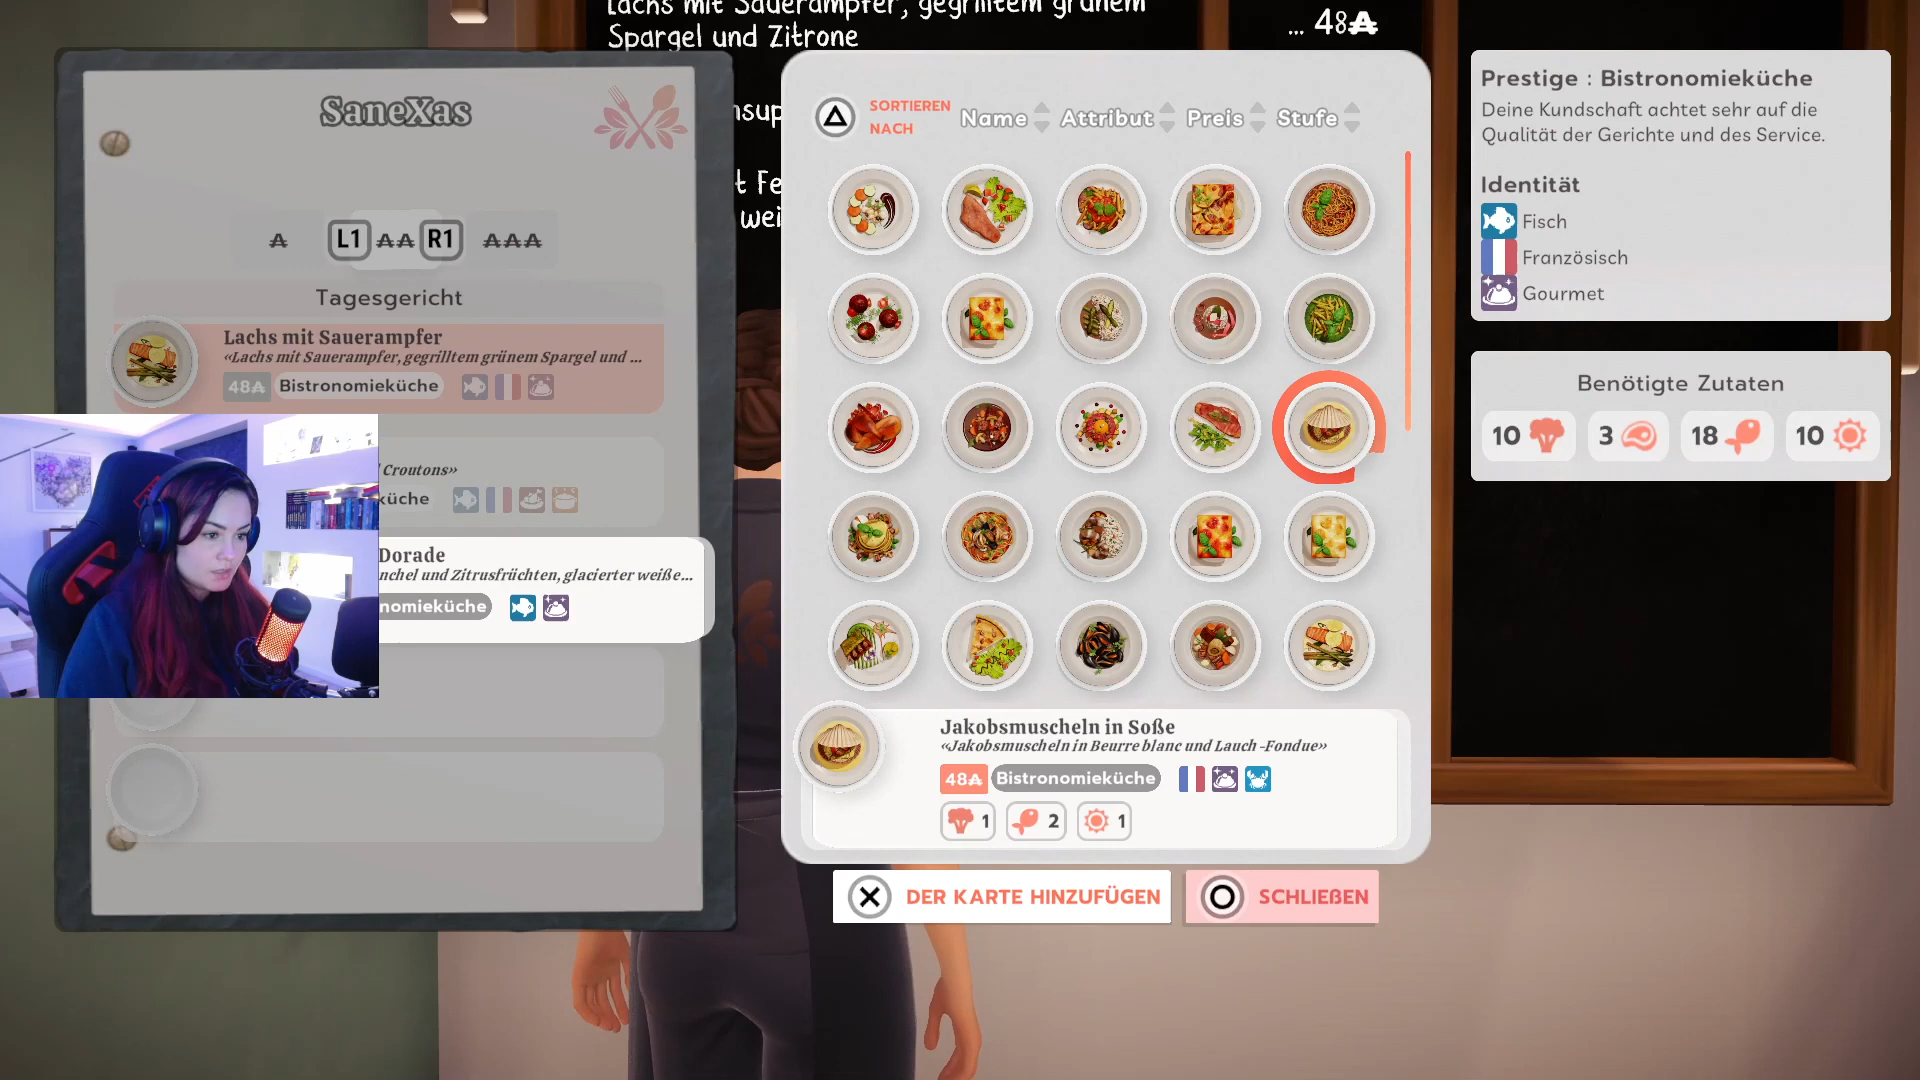 Lachs mit Sauerampfer, gegrilltem grünem
Spargel und Zitrone
... 48
SaneXas
L1
R1
Tagesgericht
Lachs mit Sauerampfer
«Lachs mit Sauerampfer, gegrilltem grünem Spargel und ...
48
Bistronomieküche
Croutons»
küche
Dorade
nchel und Zitrusfrüchten, glacierter weiße...
nomieküche
nsup
t Fe
wei
SORTIEREN
NACH
Name
Attribut
Preis
Stufe
Jakobsmuscheln in Soße
«Jakobsmuscheln in Beurre blanc und Lauch-Fondue»
48
Bistronomieküche
1
2
1
DER KARTE HINZUFÜGEN
SCHLIEßEN
Prestige : Bistronomieküche
Deine Kundschaft achtet sehr auf die
Qualität der Gerichte und des Service.
Identität
Fisch
Französisch
Gourmet
Benötigte Zutaten
10
3
18
10